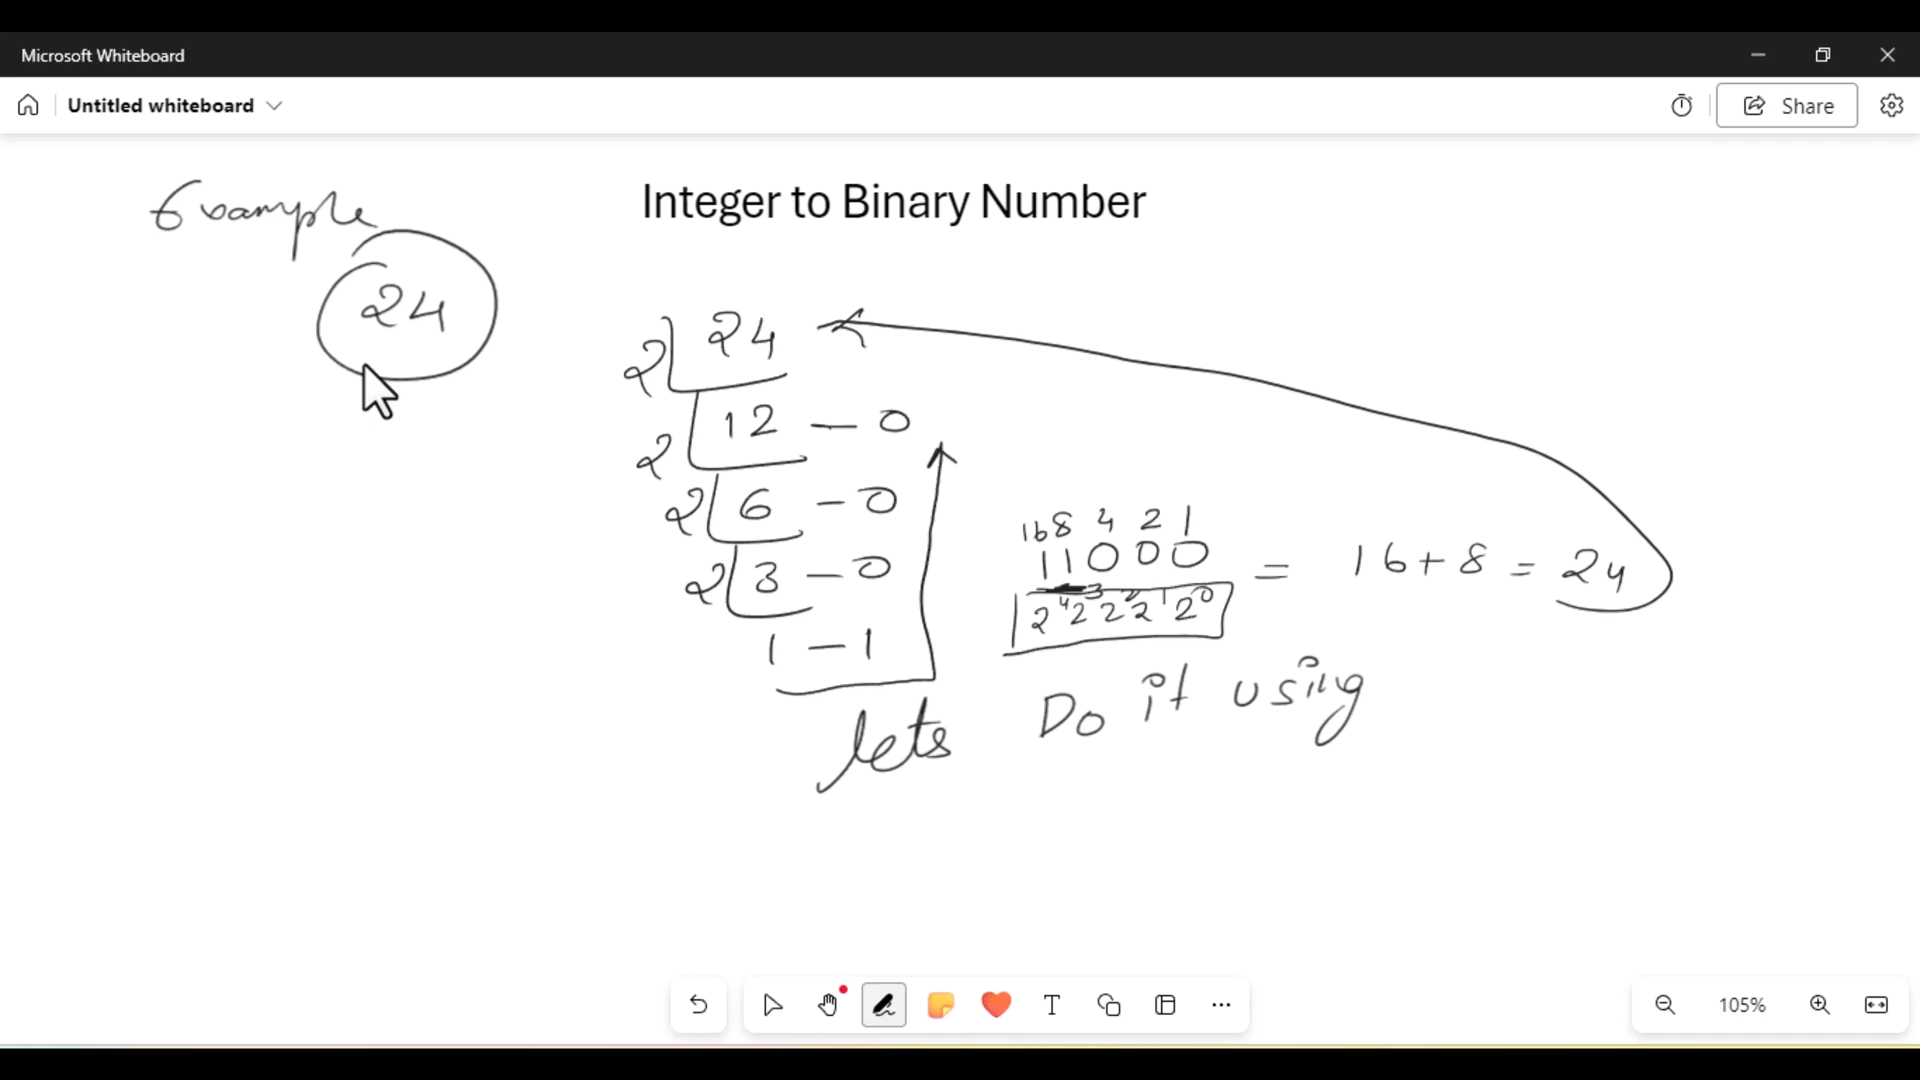 Microsoft Whiteboard
Untitled whiteboard
Share
Example
Integer to Binary Number
24
2 24
2 12 — 0
2 6 — 0
2 3 — 0
1 — 1
16 8 4 2 1
11000 = 16 + 8 = 24
2⁴ 2³ 2² 2¹ 2⁰
lets Do it using
T
105%